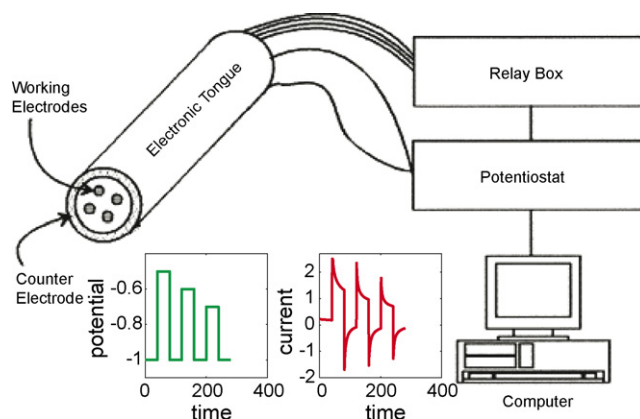 Working
Electrodes
Electronic Tongue
Relay Box
Potentiostat
Counter
Electrode
Computer
potential
-0.6
-0.8
-1
0
200
400
time
current
2
1
0
-1
-2
0
200
400
time